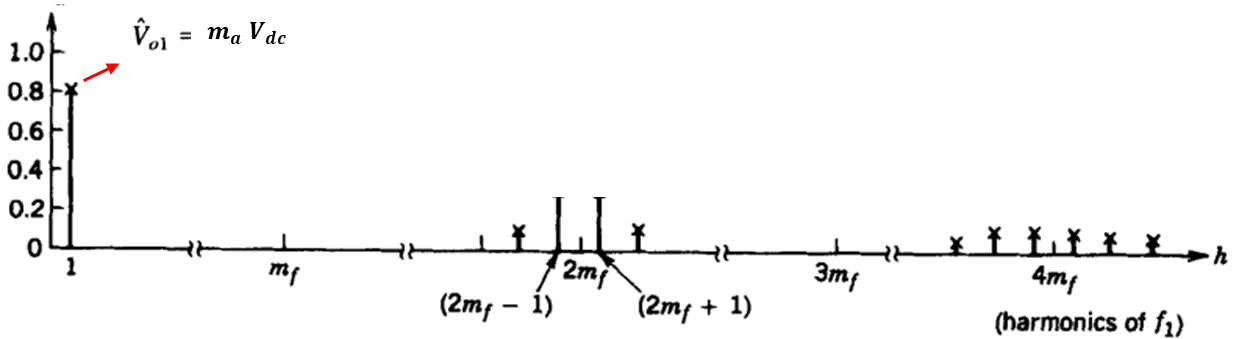 V̂o1 = ma Vdc
1.0
0.8
0.6
0.4
0.2
0
1
mf
2mf
3mf
4mf
h
(2mf − 1)
(2mf + 1)
(harmonics of f1)